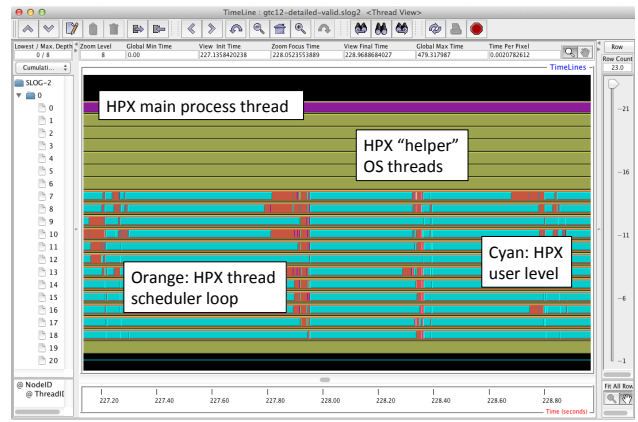 TimeLine : gtc12-detailed-valid.slog2 <Thread View>
Lowest / Max. Depth
0 / 8
Zoom Level
8
Global Min Time
0.00
View Init Time
227.1358420238
Zoom Focus Time
228.0523553889
View Final Time
228.9688684027
Global Max Time
479.317987
Time Per Pixel
0.0020782612
Row
Cumulati...
TimeLines
Row Count
23.0
SLOG-2
0
0
1
2
3
4
5
6
7
8
9
10
11
12
13
14
15
16
17
18
19
20
HPX main process thread
HPX “helper”
OS threads
Orange: HPX thread
scheduler loop
Cyan: HPX
user level
21
16
11
6
1
@ NodeID
@ ThreadID
227.20
227.40
227.60
227.80
228.00
228.20
228.40
228.60
228.80
Time (seconds)
Fit All Row